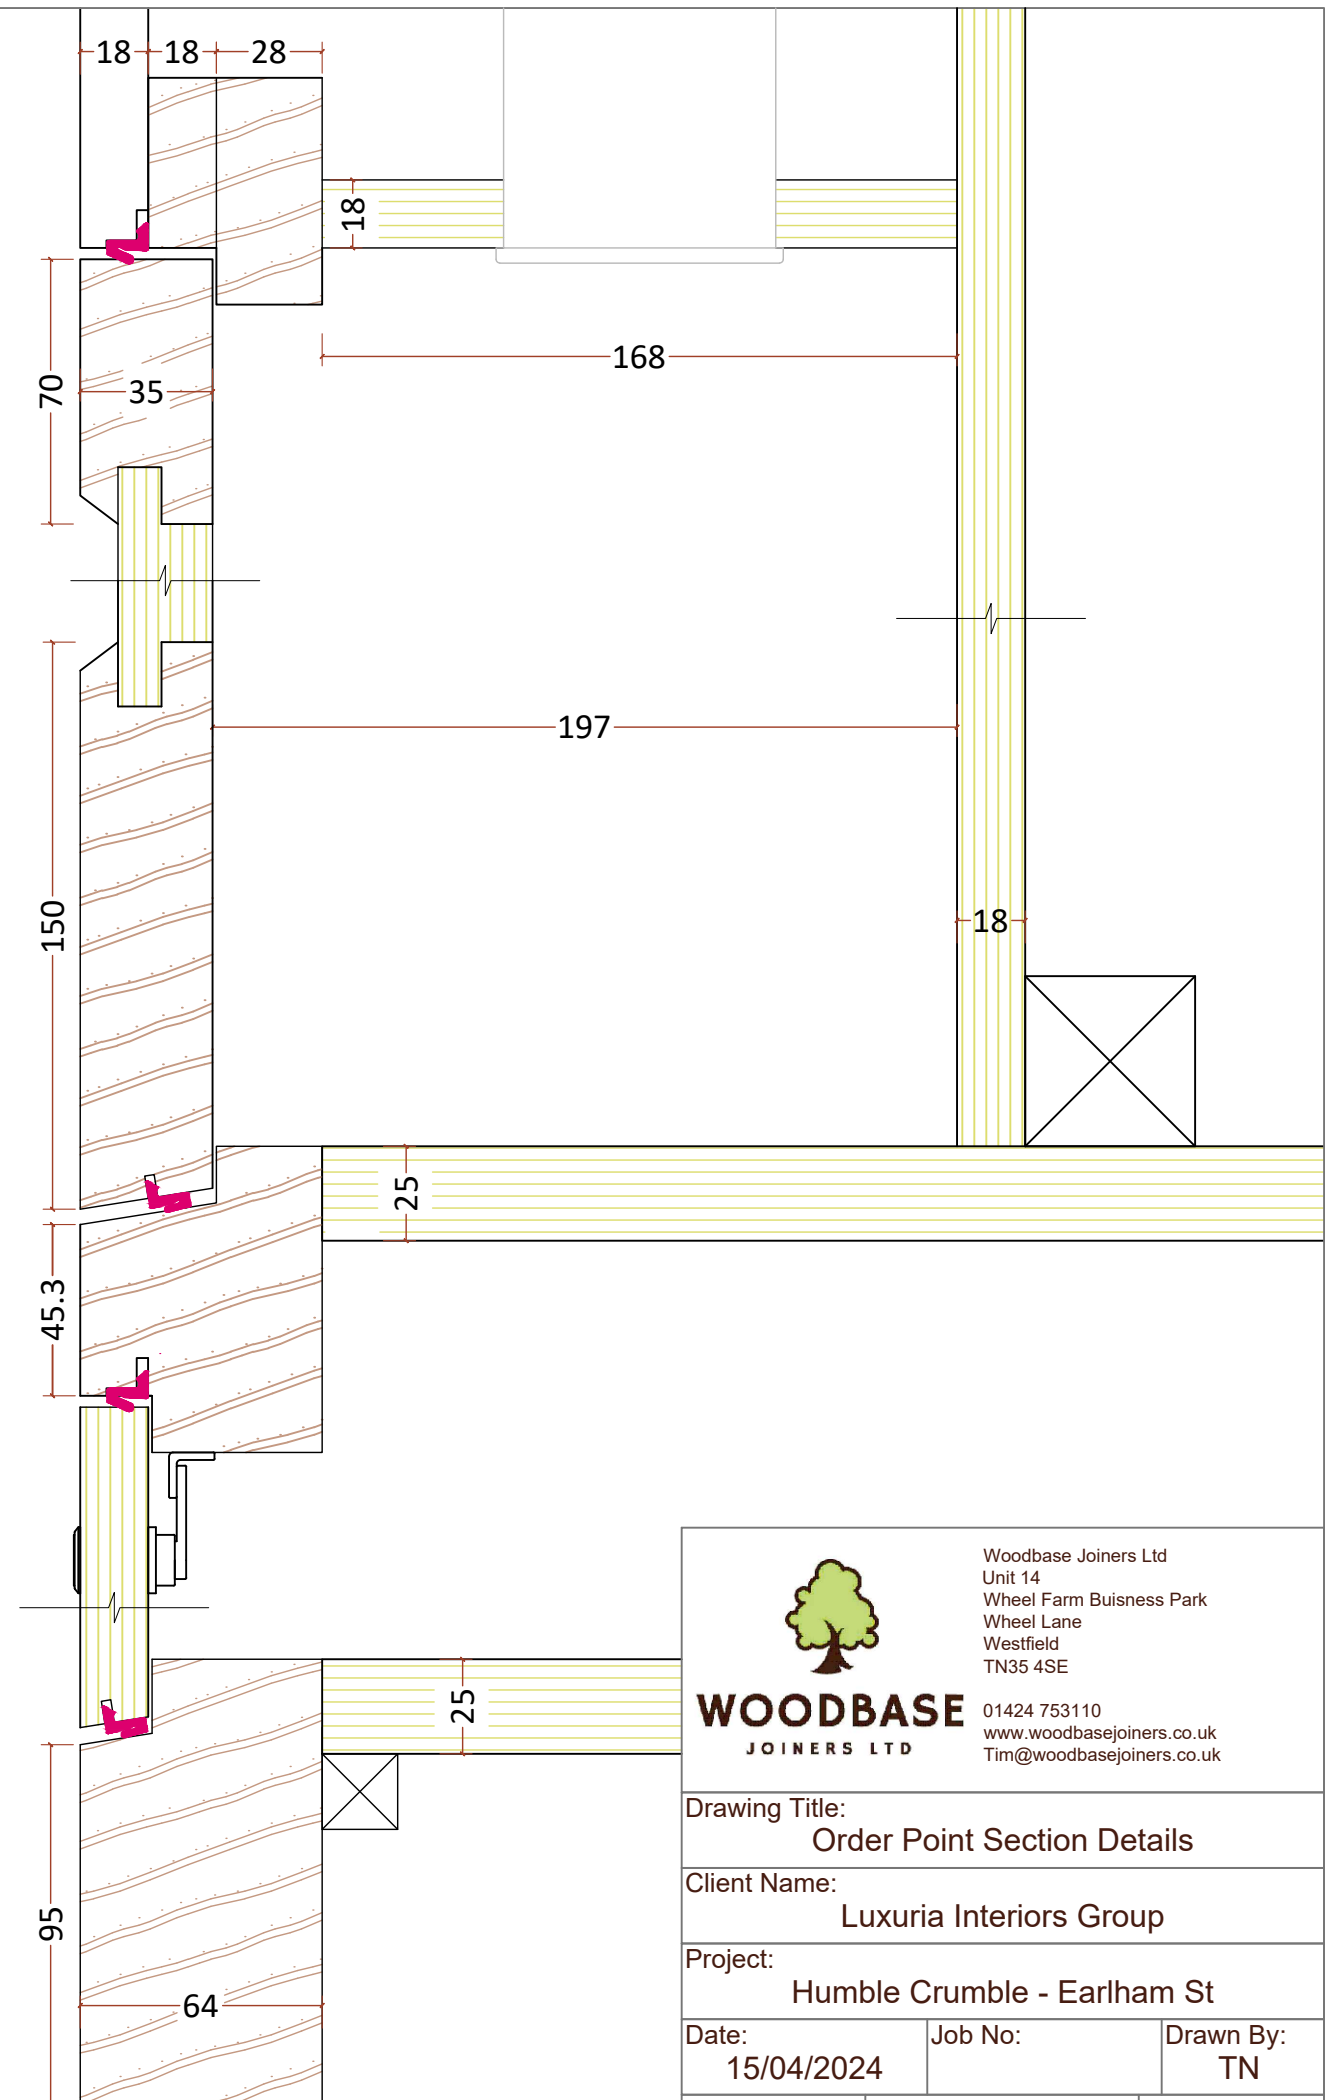 18 18 28
18
168
70
35
197
150
18
25
45.3
25
95
64
Woodbase Joiners Ltd
Unit 14
Wheel Farm Buisness Park
Wheel Lane
Westfield
TN35 4SE
01424 753110
www.woodbasejoiners.co.uk
Tim@woodbasejoiners.co.uk
WOODBASE
JOINERS LTD
Drawing Title:
Order Point Section Details
Client Name:
Luxuria Interiors Group
Project:
Humble Crumble - Earlham St
Date: Job No: Drawn By:
15/04/2024 TN